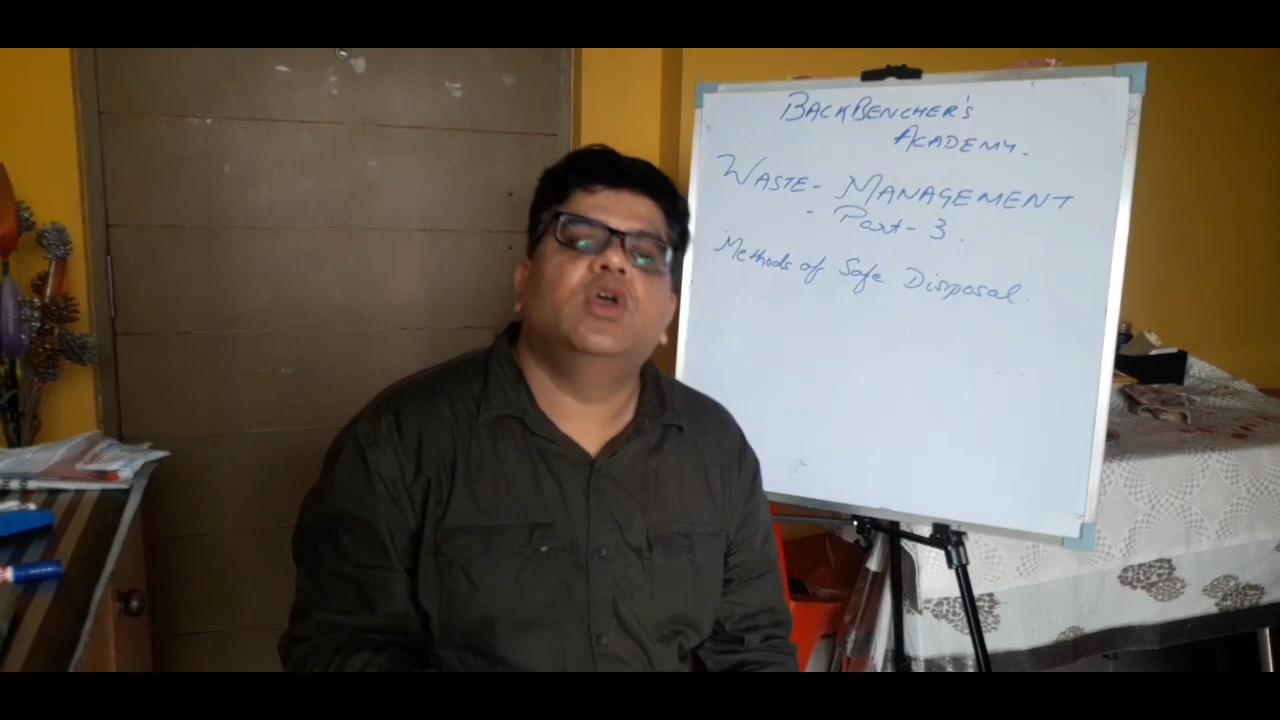 BACKBENCHER'S
ACADEMY.
WASTE- MANAGEMENT
- Part- 3.
Methods of Safe Disposal.